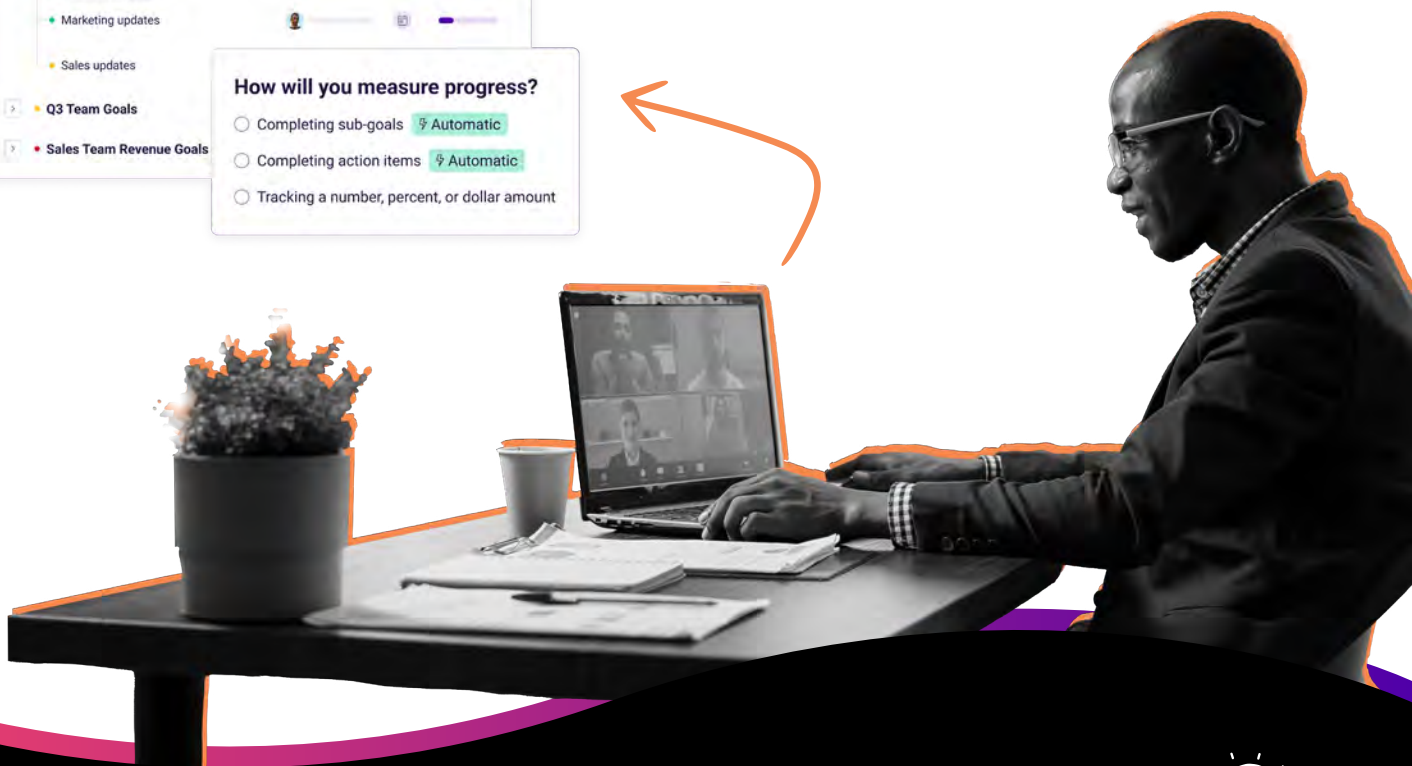 Marketing updates
Sales updates
Q3 Team Goals
Sales Team Revenue Goals
How will you measure progress?
Completing sub-goals Automatic
Completing action items Automatic
Tracking a number, percent, or dollar amount